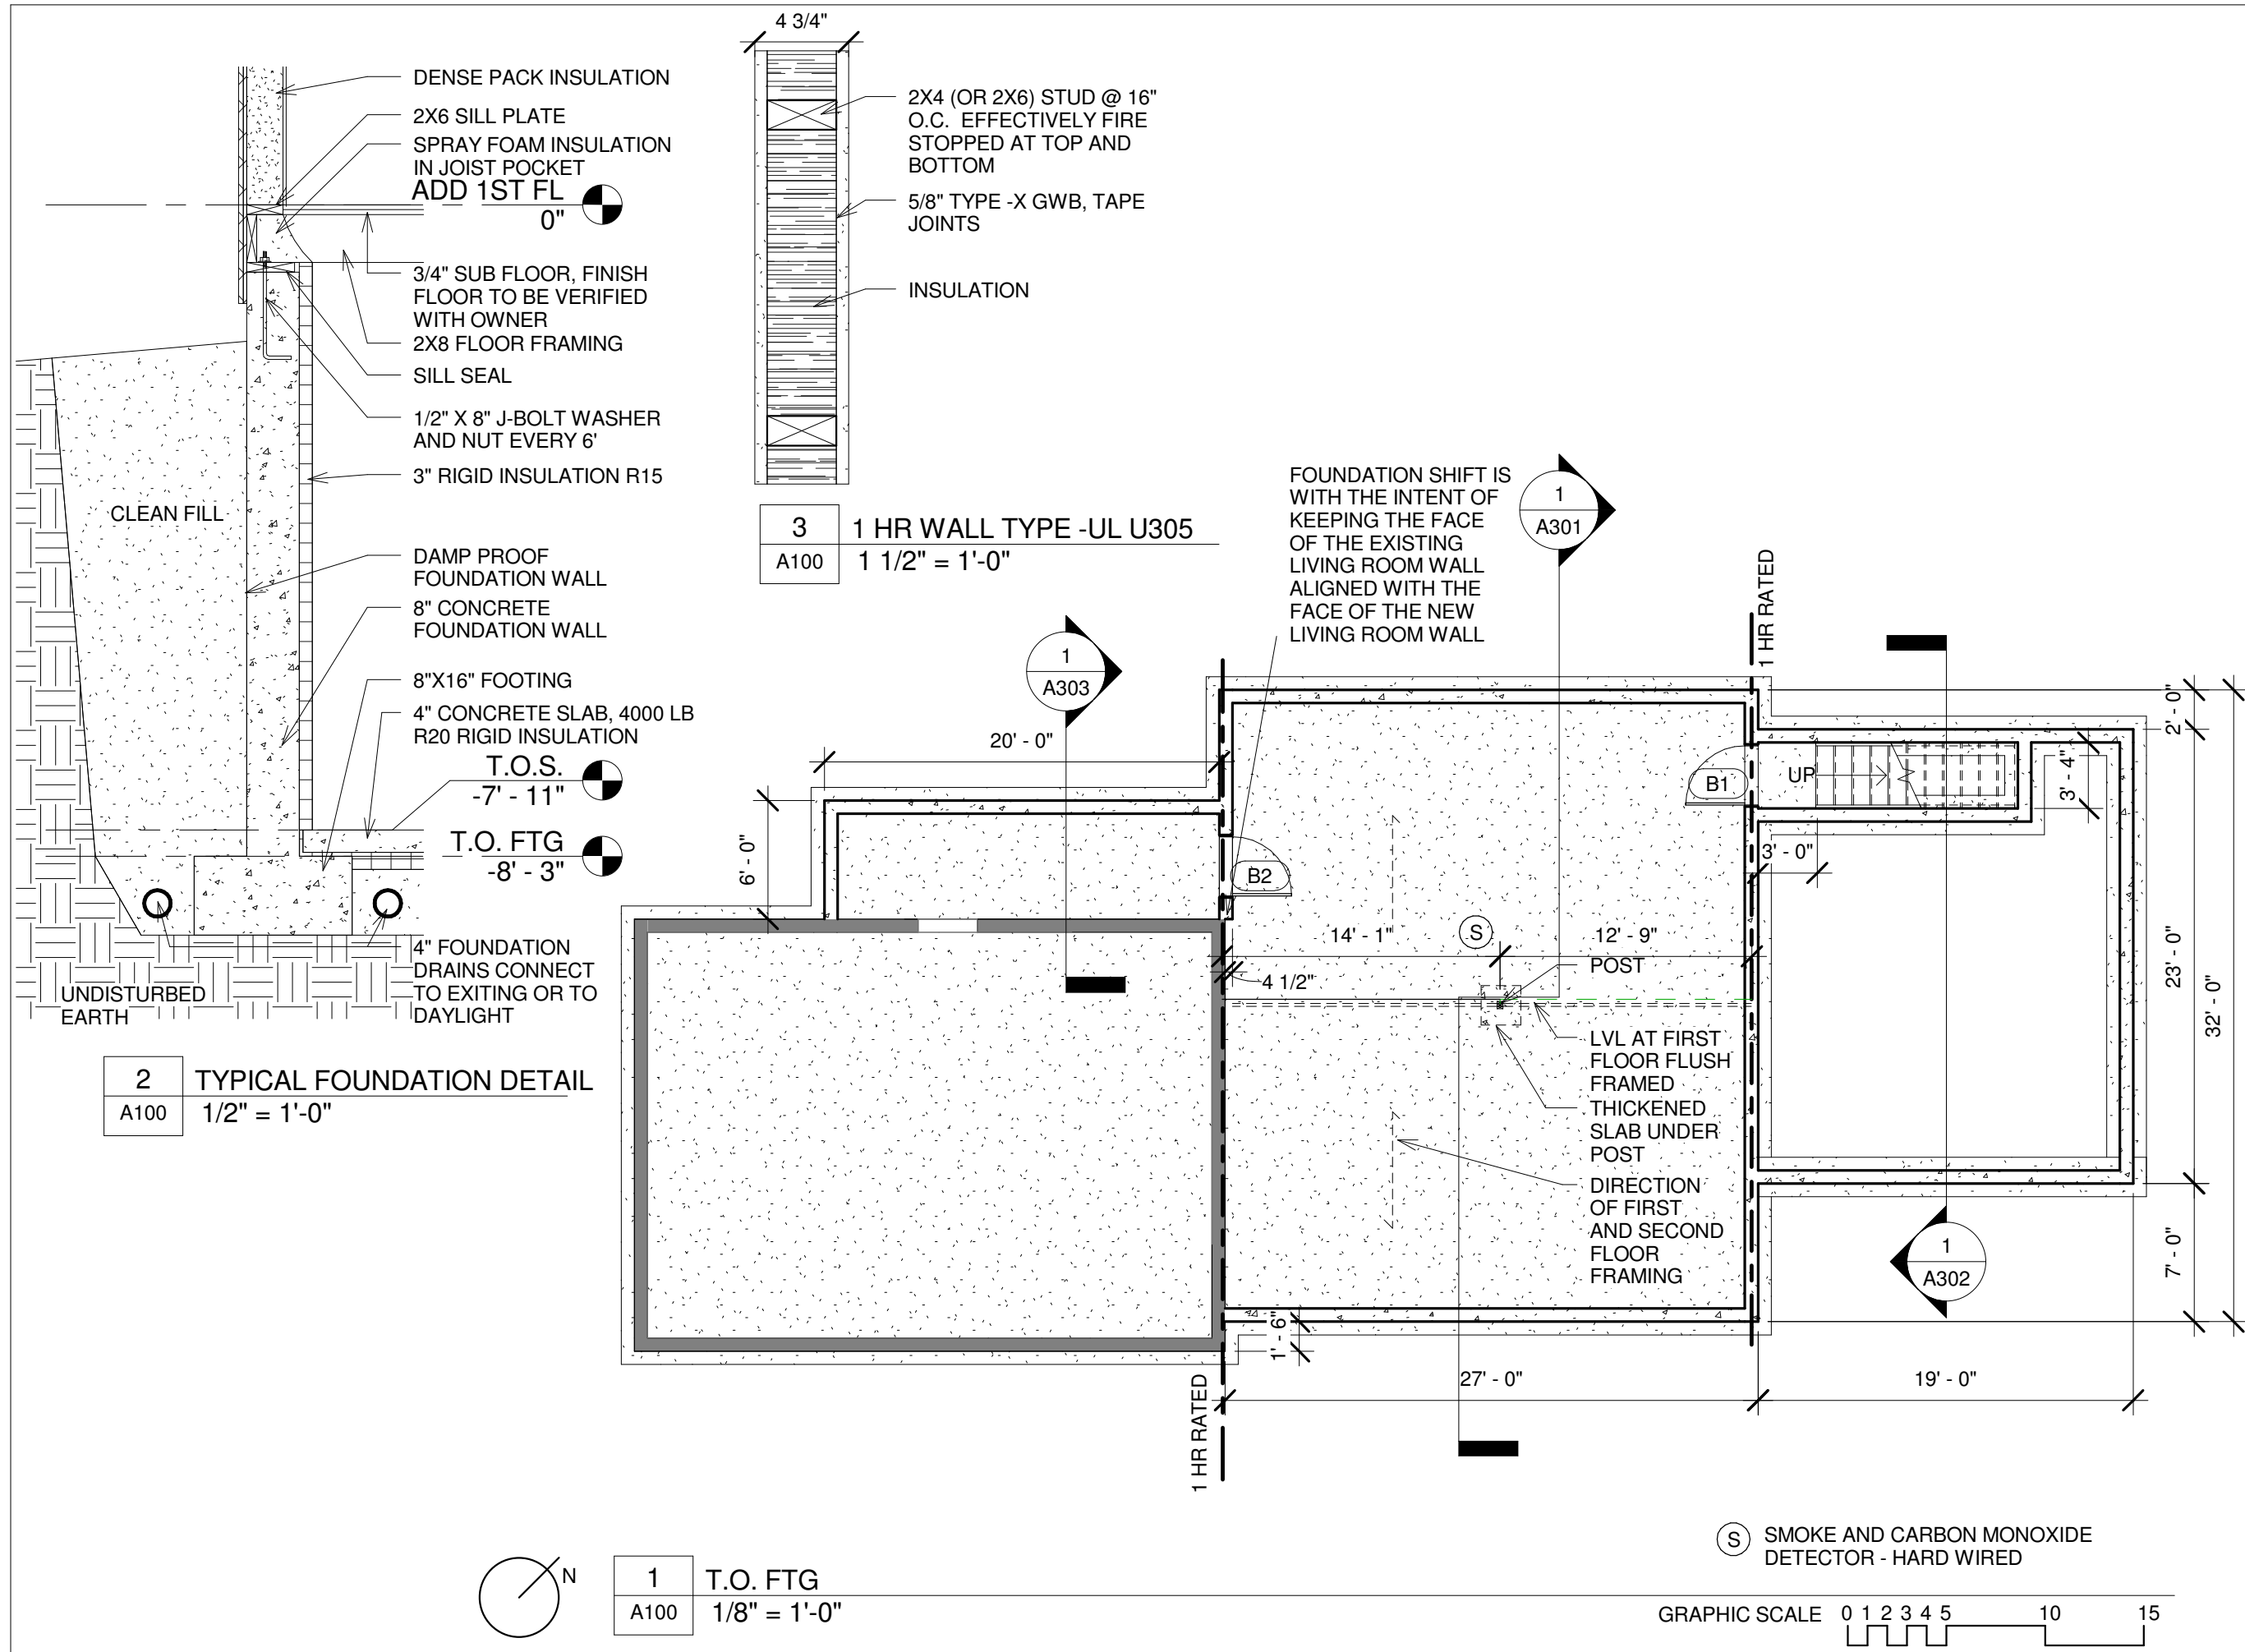 DENSE PACK INSULATION
2X6 SILL PLATE
SPRAY FOAM INSULATION
IN JOIST POCKET
ADD 1ST FL
0"
3/4" SUB FLOOR, FINISH
FLOOR TO BE VERIFIED
WITH OWNER
2X8 FLOOR FRAMING
SILL SEAL
1/2" X 8" J-BOLT WASHER
AND NUT EVERY 6'
3" RIGID INSULATION R15
CLEAN FILL
DAMP PROOF
FOUNDATION WALL
8" CONCRETE
FOUNDATION WALL
8"X16" FOOTING
4" CONCRETE SLAB, 4000 LB
R20 RIGID INSULATION
T.O.S.
-7' - 11"
T.O. FTG
-8' - 3"
4" FOUNDATION
DRAINS CONNECT
TO EXITING OR TO
DAYLIGHT
UNDISTURBED
EARTH
2
A100
TYPICAL FOUNDATION DETAIL
1/2" = 1'-0"
4 3/4"
2X4 (OR 2X6) STUD @ 16"
O.C. EFFECTIVELY FIRE
STOPPED AT TOP AND
BOTTOM
5/8" TYPE -X GWB, TAPE
JOINTS
INSULATION
3
A100
1 HR WALL TYPE -UL U305
1 1/2" = 1'-0"
FOUNDATION SHIFT IS
WITH THE INTENT OF
KEEPING THE FACE
OF THE EXISTING
LIVING ROOM WALL
ALIGNED WITH THE
FACE OF THE NEW
LIVING ROOM WALL
1
A301
1 HR RATED
1
A303
20' - 0"
6' - 0"
B2
B1
UP
3' - 4"
2' - 0"
3' - 0"
14' - 1"
S
12' - 9"
POST
4 1/2"
23' - 0"
32' - 0"
LVL AT FIRST
FLOOR FLUSH
FRAMED
THICKENED
SLAB UNDER
POST
DIRECTION
OF FIRST
AND SECOND
FLOOR
FRAMING
1
A302
7' - 0"
1' - 6"
27' - 0"
19' - 0"
1 HR RATED
S
SMOKE AND CARBON MONOXIDE
DETECTOR - HARD WIRED
N
1
A100
T.O. FTG
1/8" = 1'-0"
GRAPHIC SCALE
0 1 2 3 4 5 10 15